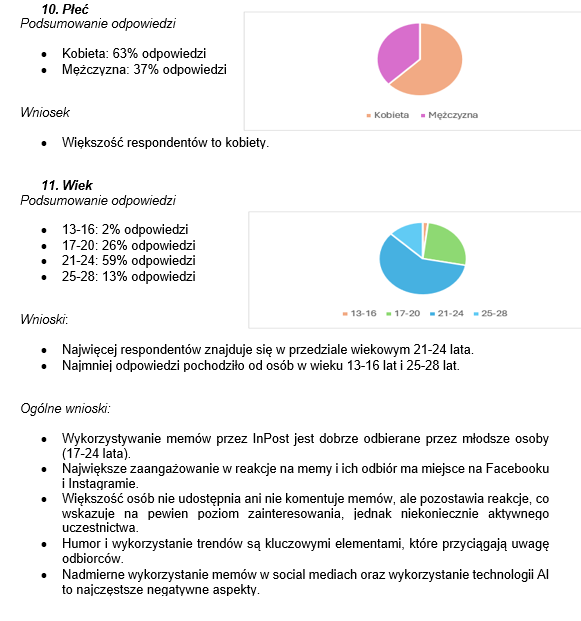 10. Płeć
Podsumowanie odpowiedzi
• Kobieta: 63% odpowiedzi
• Mężczyzna: 37% odpowiedzi
Kobieta Mężczyzna
Wniosek
• Większość respondentów to kobiety.
11. Wiek
Podsumowanie odpowiedzi
• 13-16: 2% odpowiedzi
• 17-20: 26% odpowiedzi
• 21-24: 59% odpowiedzi
• 25-28: 13% odpowiedzi
13-16 17-20 21-24 25-28
Wnioski:
• Najwięcej respondentów znajduje się w przedziale wiekowym 21-24 lata.
• Najmniej odpowiedzi pochodziło od osób w wieku 13-16 lat i 25-28 lat.
Ogólne wnioski:
• Wykorzystywanie memów przez InPost jest dobrze odbierane przez młodsze osoby
(17-24 lata).
• Największe zaangażowanie w reakcje na memy i ich odbiór ma miejsce na Facebooku
i Instagramie.
• Większość osób nie udostępnia ani nie komentuje memów, ale pozostawia reakcje, co
wskazuje na pewien poziom zainteresowania, jednak niekoniecznie aktywnego
uczestnictwa.
• Humor i wykorzystanie trendów są kluczowymi elementami, które przyciągają uwagę
odbiorców.
• Nadmierne wykorzystanie memów w social mediach oraz wykorzystanie technologii AI
to najczęstsze negatywne aspekty.